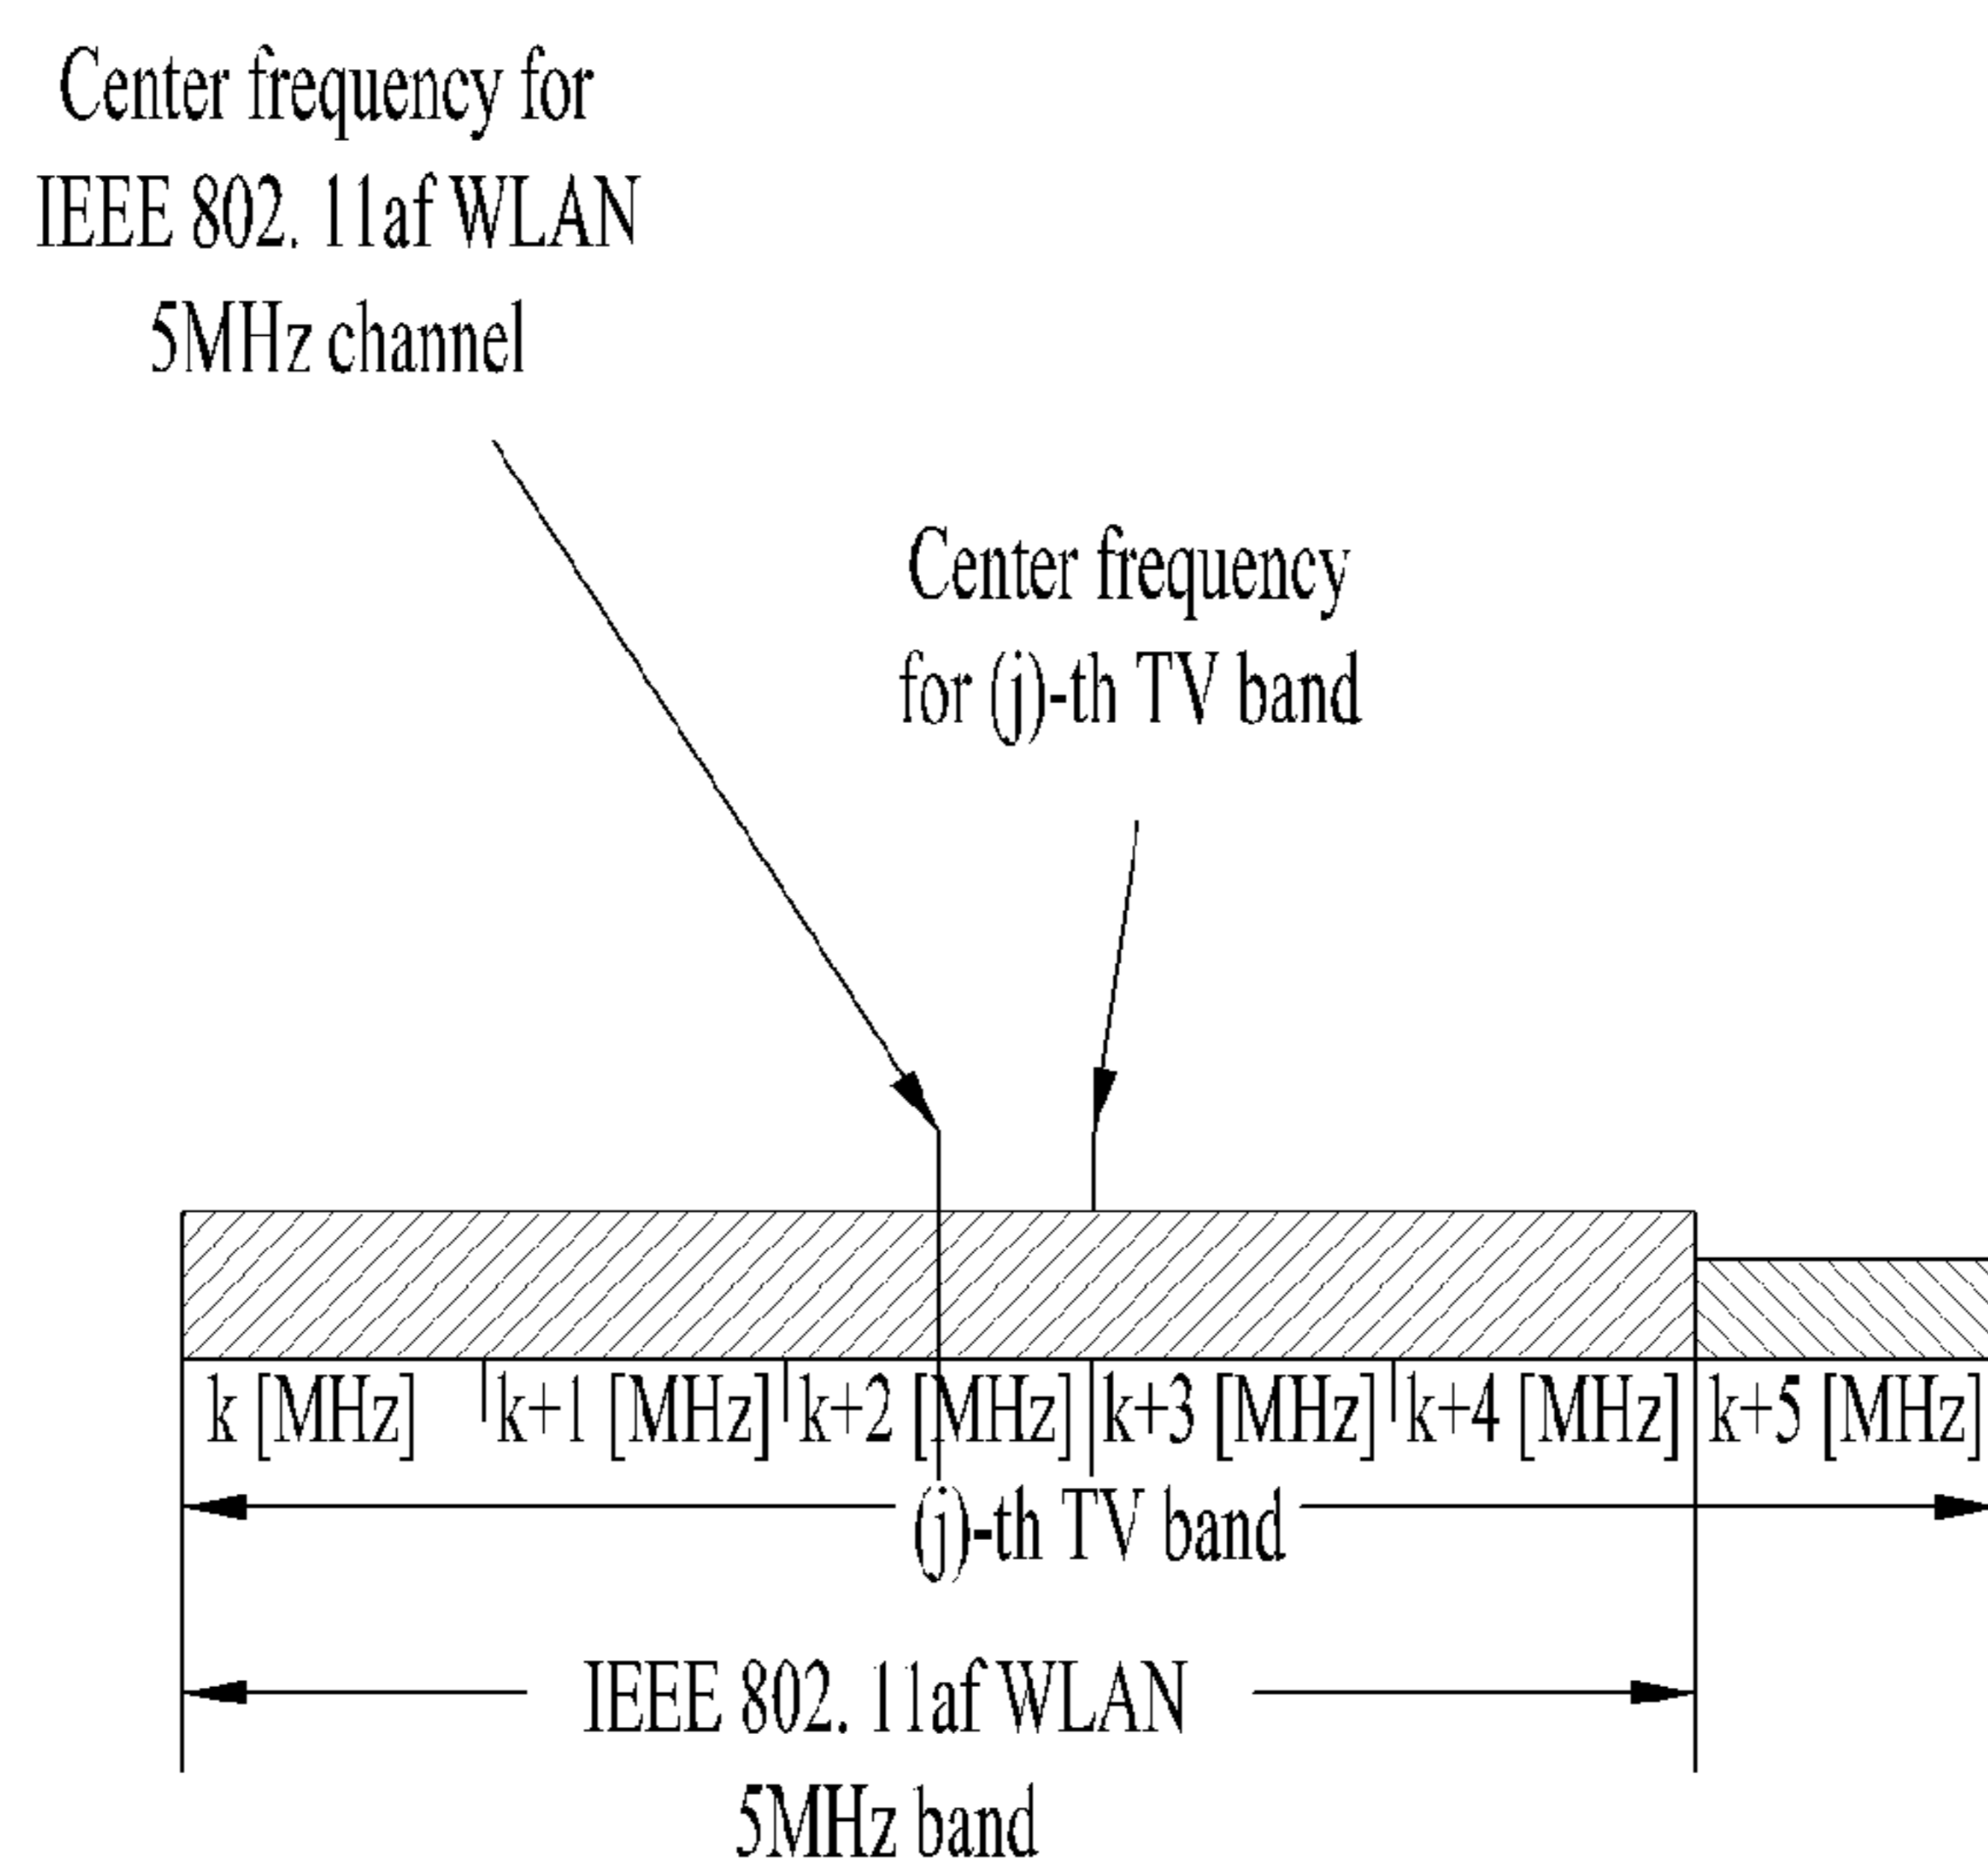 Center frequency for
IEEE 802. 11af WLAN
5MHz channel
Center frequency
for (j)-th TV band
k [MHz] k+1 [MHz] k+2 [MHz] k+3 [MHz] k+4 [MHz] k+5 [MHz]
(j)-th TV band
IEEE 802. 11af WLAN
5MHz band